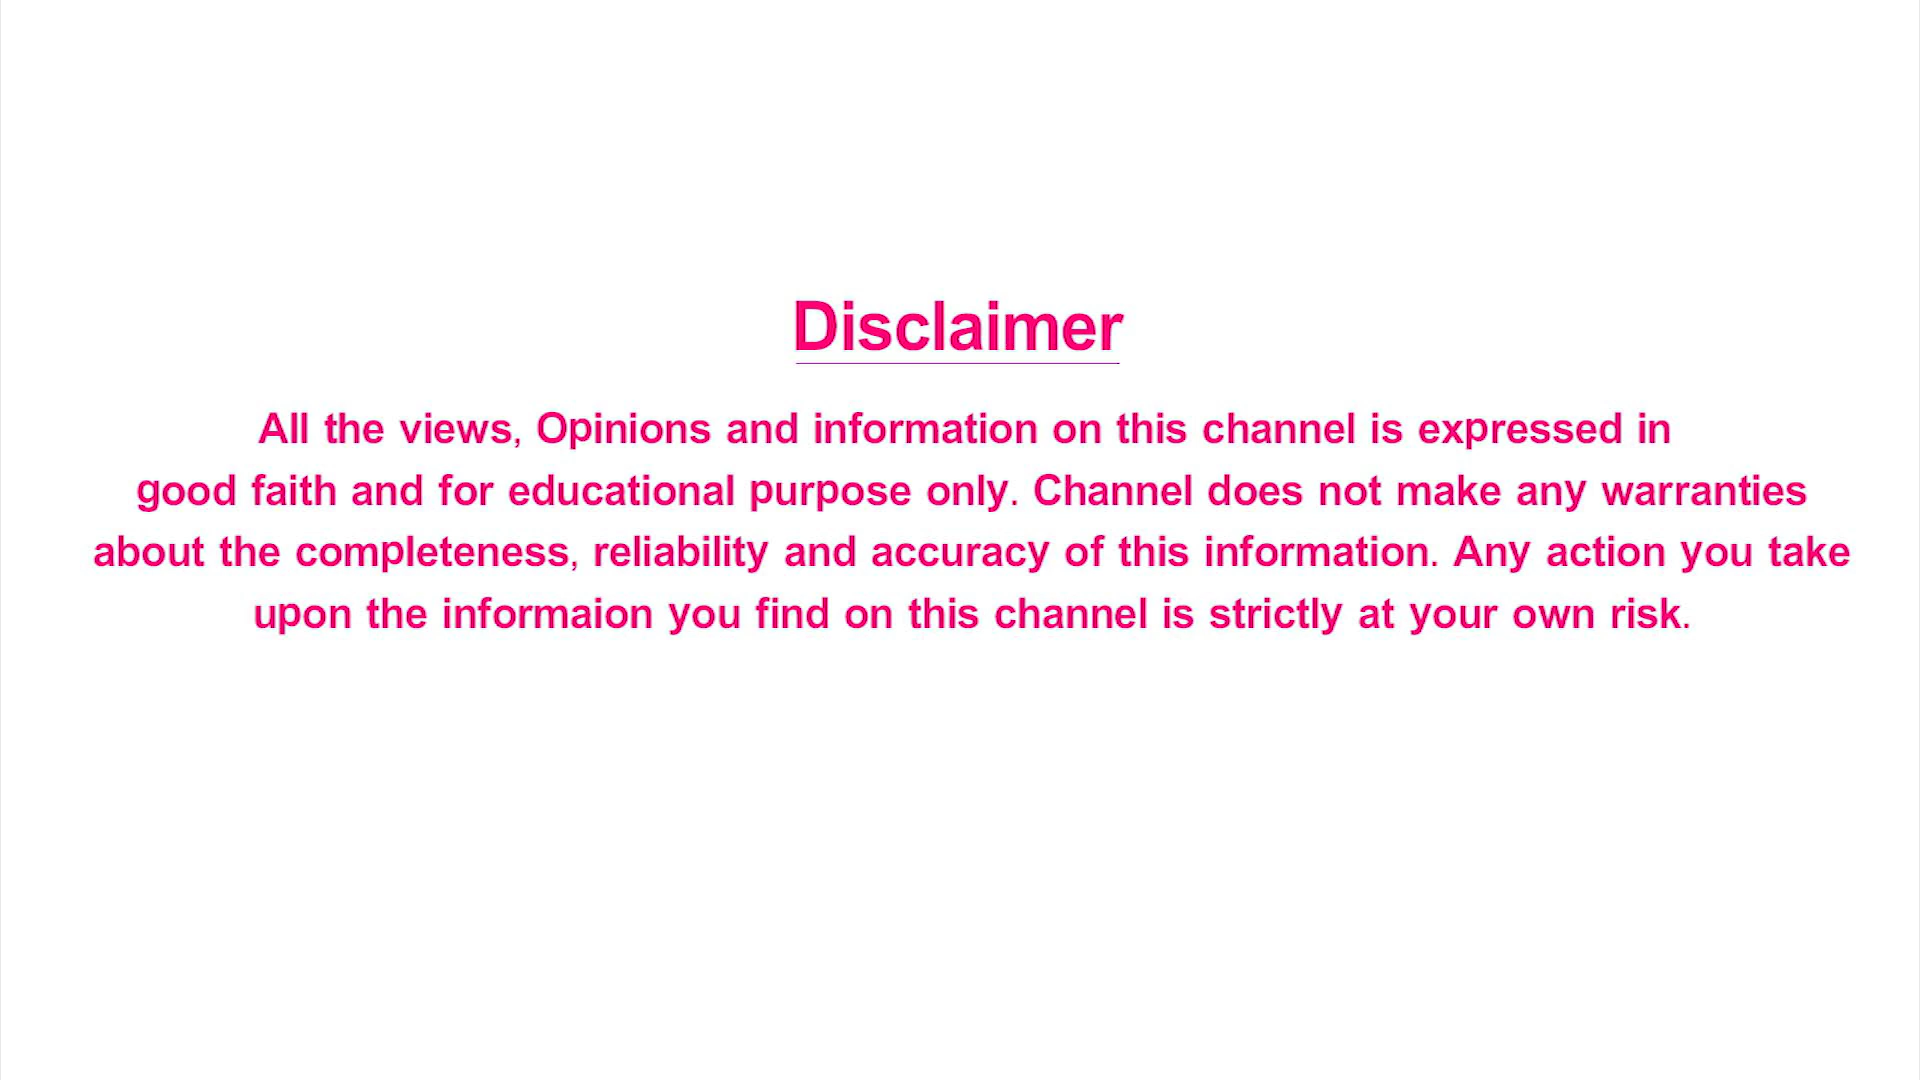 Disclaimer
All the views, Opinions and information on this channel is expressed in
good faith and for educational purpose only. Channel does not make any warranties
about the completeness, reliability and accuracy of this information. Any action you take
upon the informaion you find on this channel is strictly at your own risk.